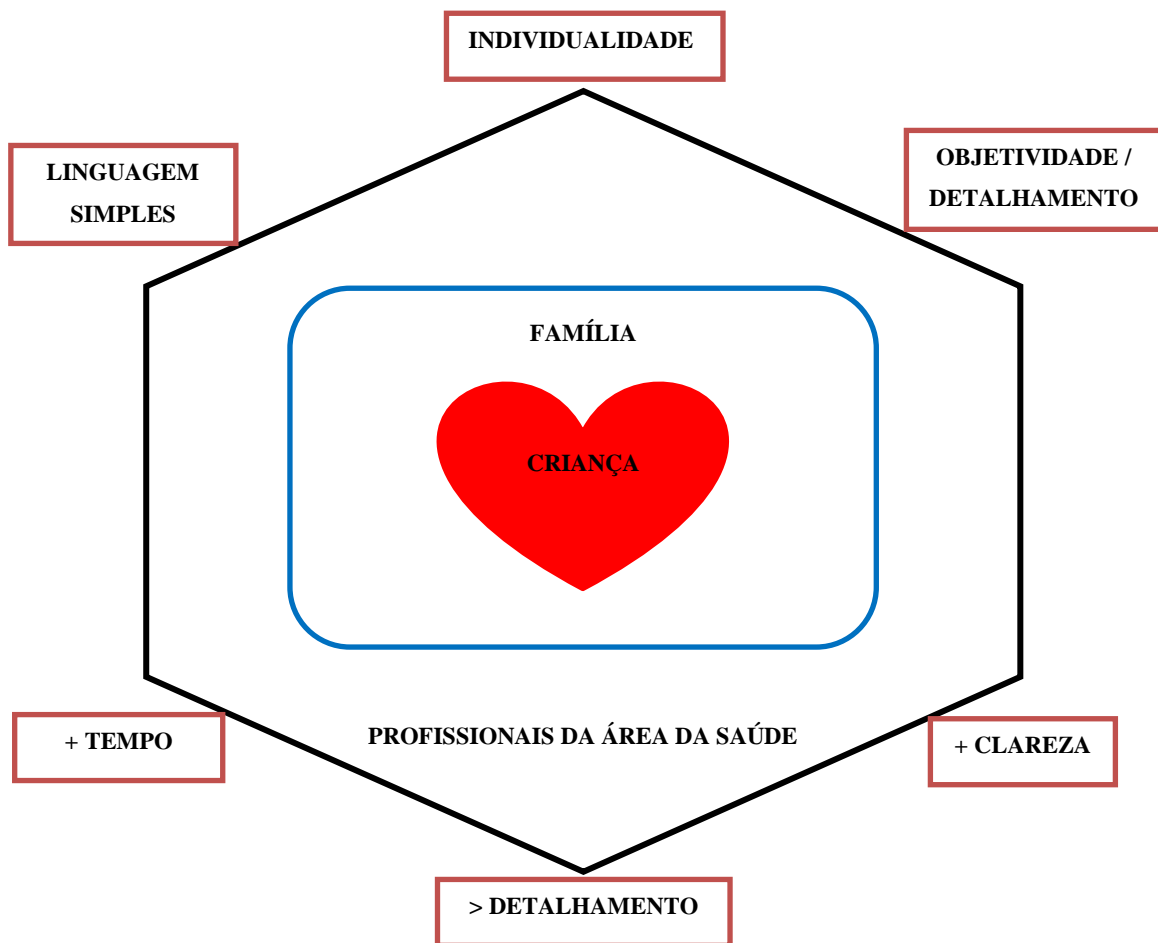 INDIVIDUALIDADE
LINGUAGEM
SIMPLES
OBJETIVIDADE /
DETALHAMENTO
FAMÍLIA
CRIANÇA
PROFISSIONAIS DA ÁREA DA SAÚDE
+ TEMPO
+ CLAREZA
> DETALHAMENTO